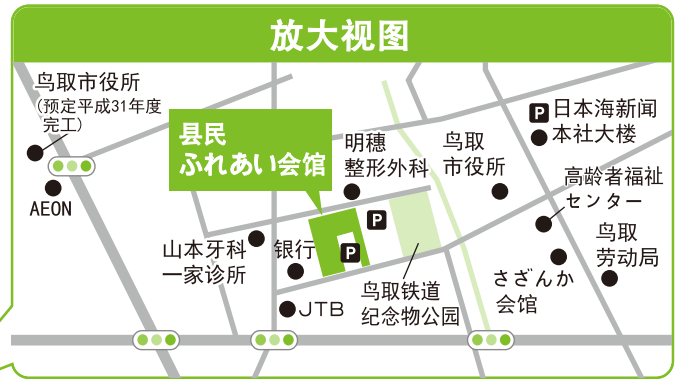 放大视图
鸟取市役所
(预定平成31年度
完工)
AEON
县民
ふれあい会馆
明穗
整形外科
鸟取
市役所
P
日本海新闻
本社大楼
高龄者福祉
センター
鸟取
劳动局
さざんか
会馆
山本牙科
一家诊所
银行
P
P
JTB
鸟取铁道
纪念物公园